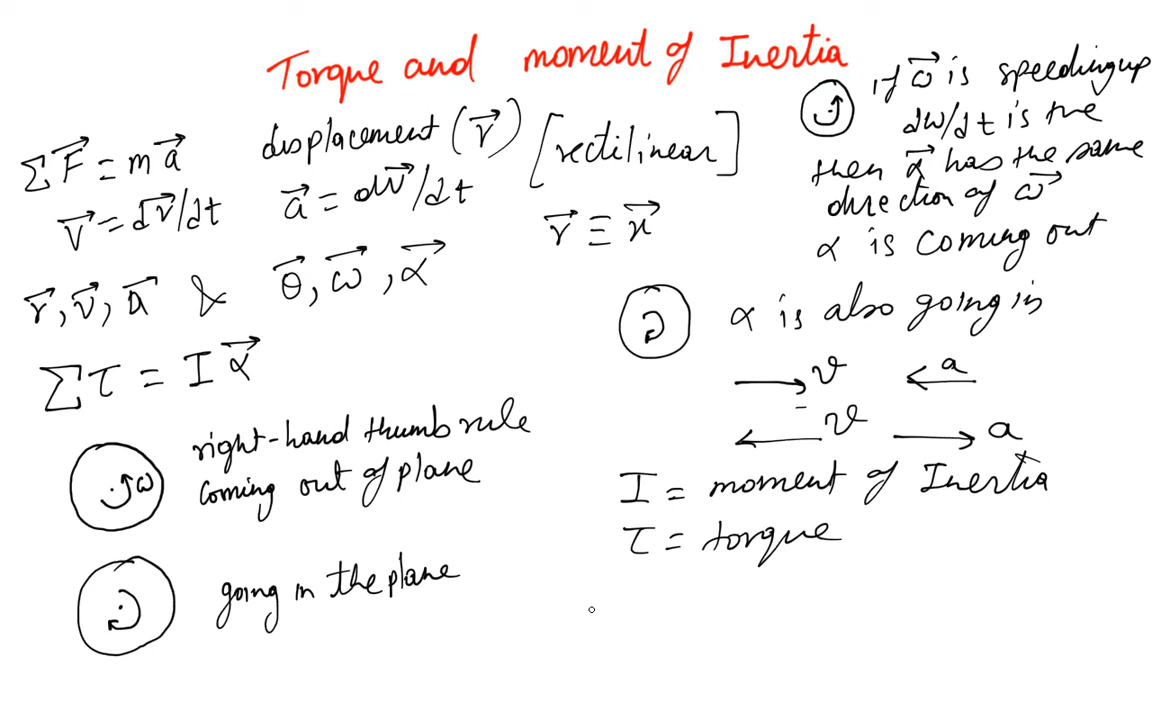 Torque and moment of Inertia
ΣF⃗ = ma⃗
displacement (r⃗) [rectilinear]
v⃗ = dr⃗/dt
a⃗ = dv⃗/dt
r⃗ ≡ x⃗
r⃗, v⃗, a⃗ & θ⃗, ω⃗, α⃗
Στ = Iα⃗
ω
right-hand thumb rule
coming out of plane
going in the plane
if ω⃗ is speeding up
dω/dt is the
then α⃗ has the same
direction of ω⃗
α is coming out
α is also going in
v a
v a
I = moment of Inertia
τ = torque